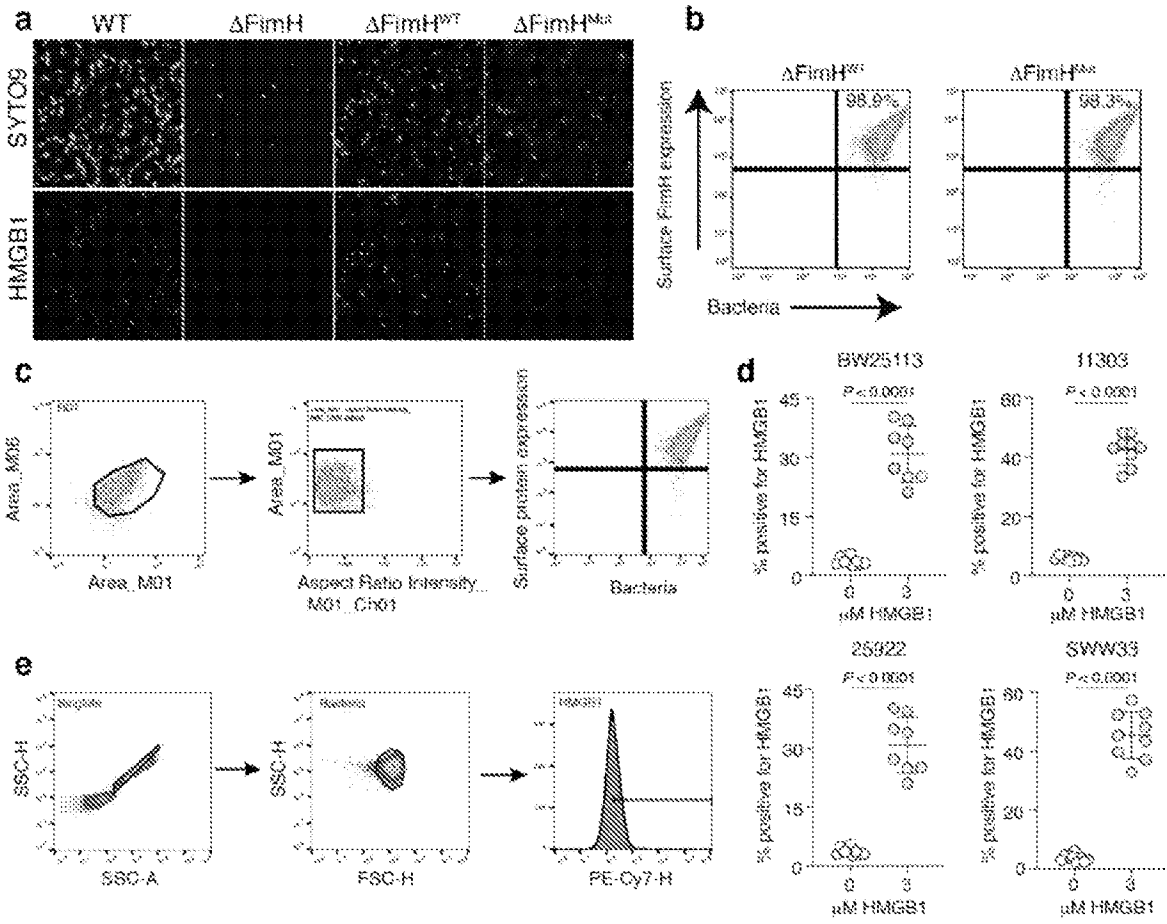 a
WT ΔFimH ΔFimH^WT ΔFimH^Mut
SYTO9
HMGB1
b
ΔFimH^WT ΔFimH^Mut
98.9% 98.3%
Surface FimH expression
Bacteria
c
Area_M06
Area_M01
Area_M01
Aspect Ratio Intensity_
M01_Ch01
Surface protein expression
Bacteria
d
BW25113
P < 0.0001
% positive for HMGB1
45
30
15
0
0 3
µM HMGB1
11303
P < 0.0001
% positive for HMGB1
60
40
20
0
0 3
µM HMGB1
25922
P < 0.0001
% positive for HMGB1
45
30
15
0
0 3
µM HMGB1
SWW33
P < 0.0001
% positive for HMGB1
60
40
20
0
0 3
µM HMGB1
e
Singlets
SSC-H
SSC-A
Bacteria
SSC-H
FSC-H
HMGB1
PE-Cy7-H